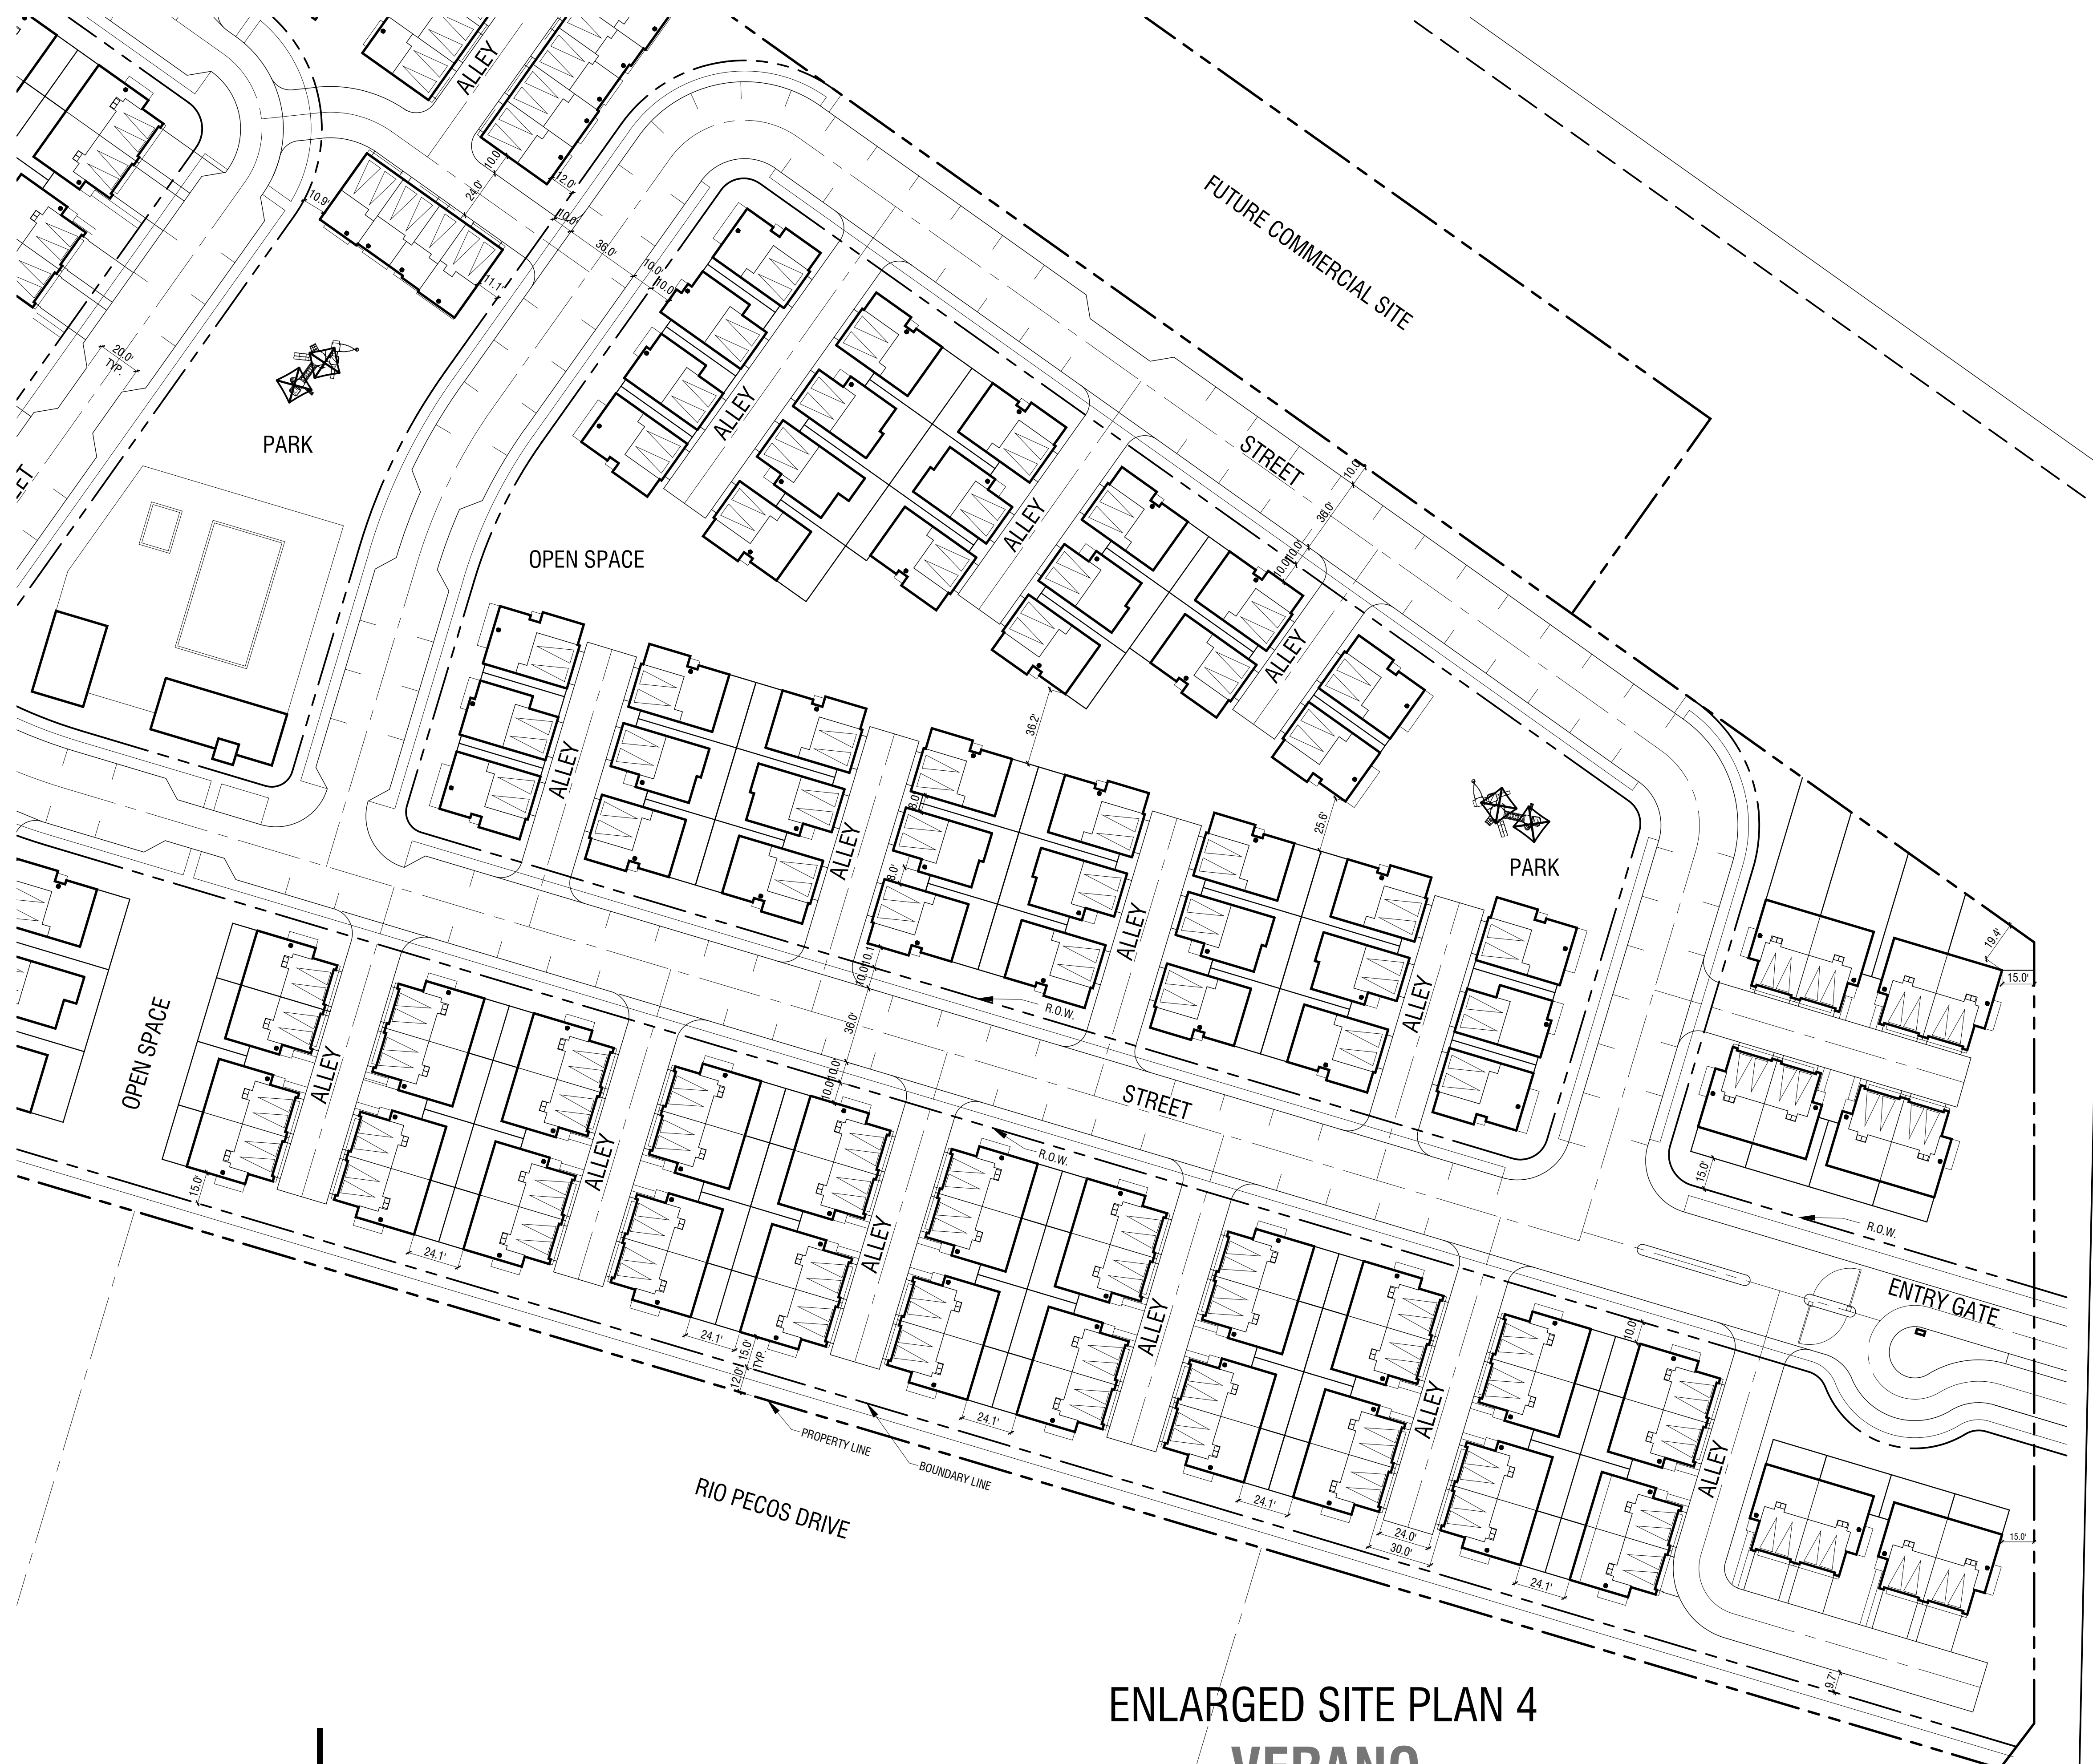 ALLEY
10.0'
12.0'
24.0'
10.9'
10.0'
36.0'
10.0'
10.0'
11.1'
FUTURE COMMERCIAL SITE
20.0'
TYP.
PARK
ALLEY
STREET
10.0'
36.0'
10.0'
10.0'
ALLEY
OPEN SPACE
ALLEY
36.2'
ALLEY
8.0'
25.6'
ALLEY
8.0'
PARK
ALLEY
19.4'
15.0'
10.1'
10.0'
R.O.W.
ALLEY
36.0'
OPEN SPACE
ALLEY
10.0'
10.0'
STREET
R.O.W.
ALLEY
15.0'
15.0'
R.O.W.
24.1'
ALLEY
ENTRY GATE
ALLEY
10.0'
24.1'
15.0'
TYP.
12.0'
ALLEY
24.1'
PROPERTY LINE
BOUNDARY LINE
ALLEY
RIO PECOS DRIVE
24.1'
24.0'
30.0'
15.0'
24.1'
9.7'
ENLARGED SITE PLAN 4
VERANO